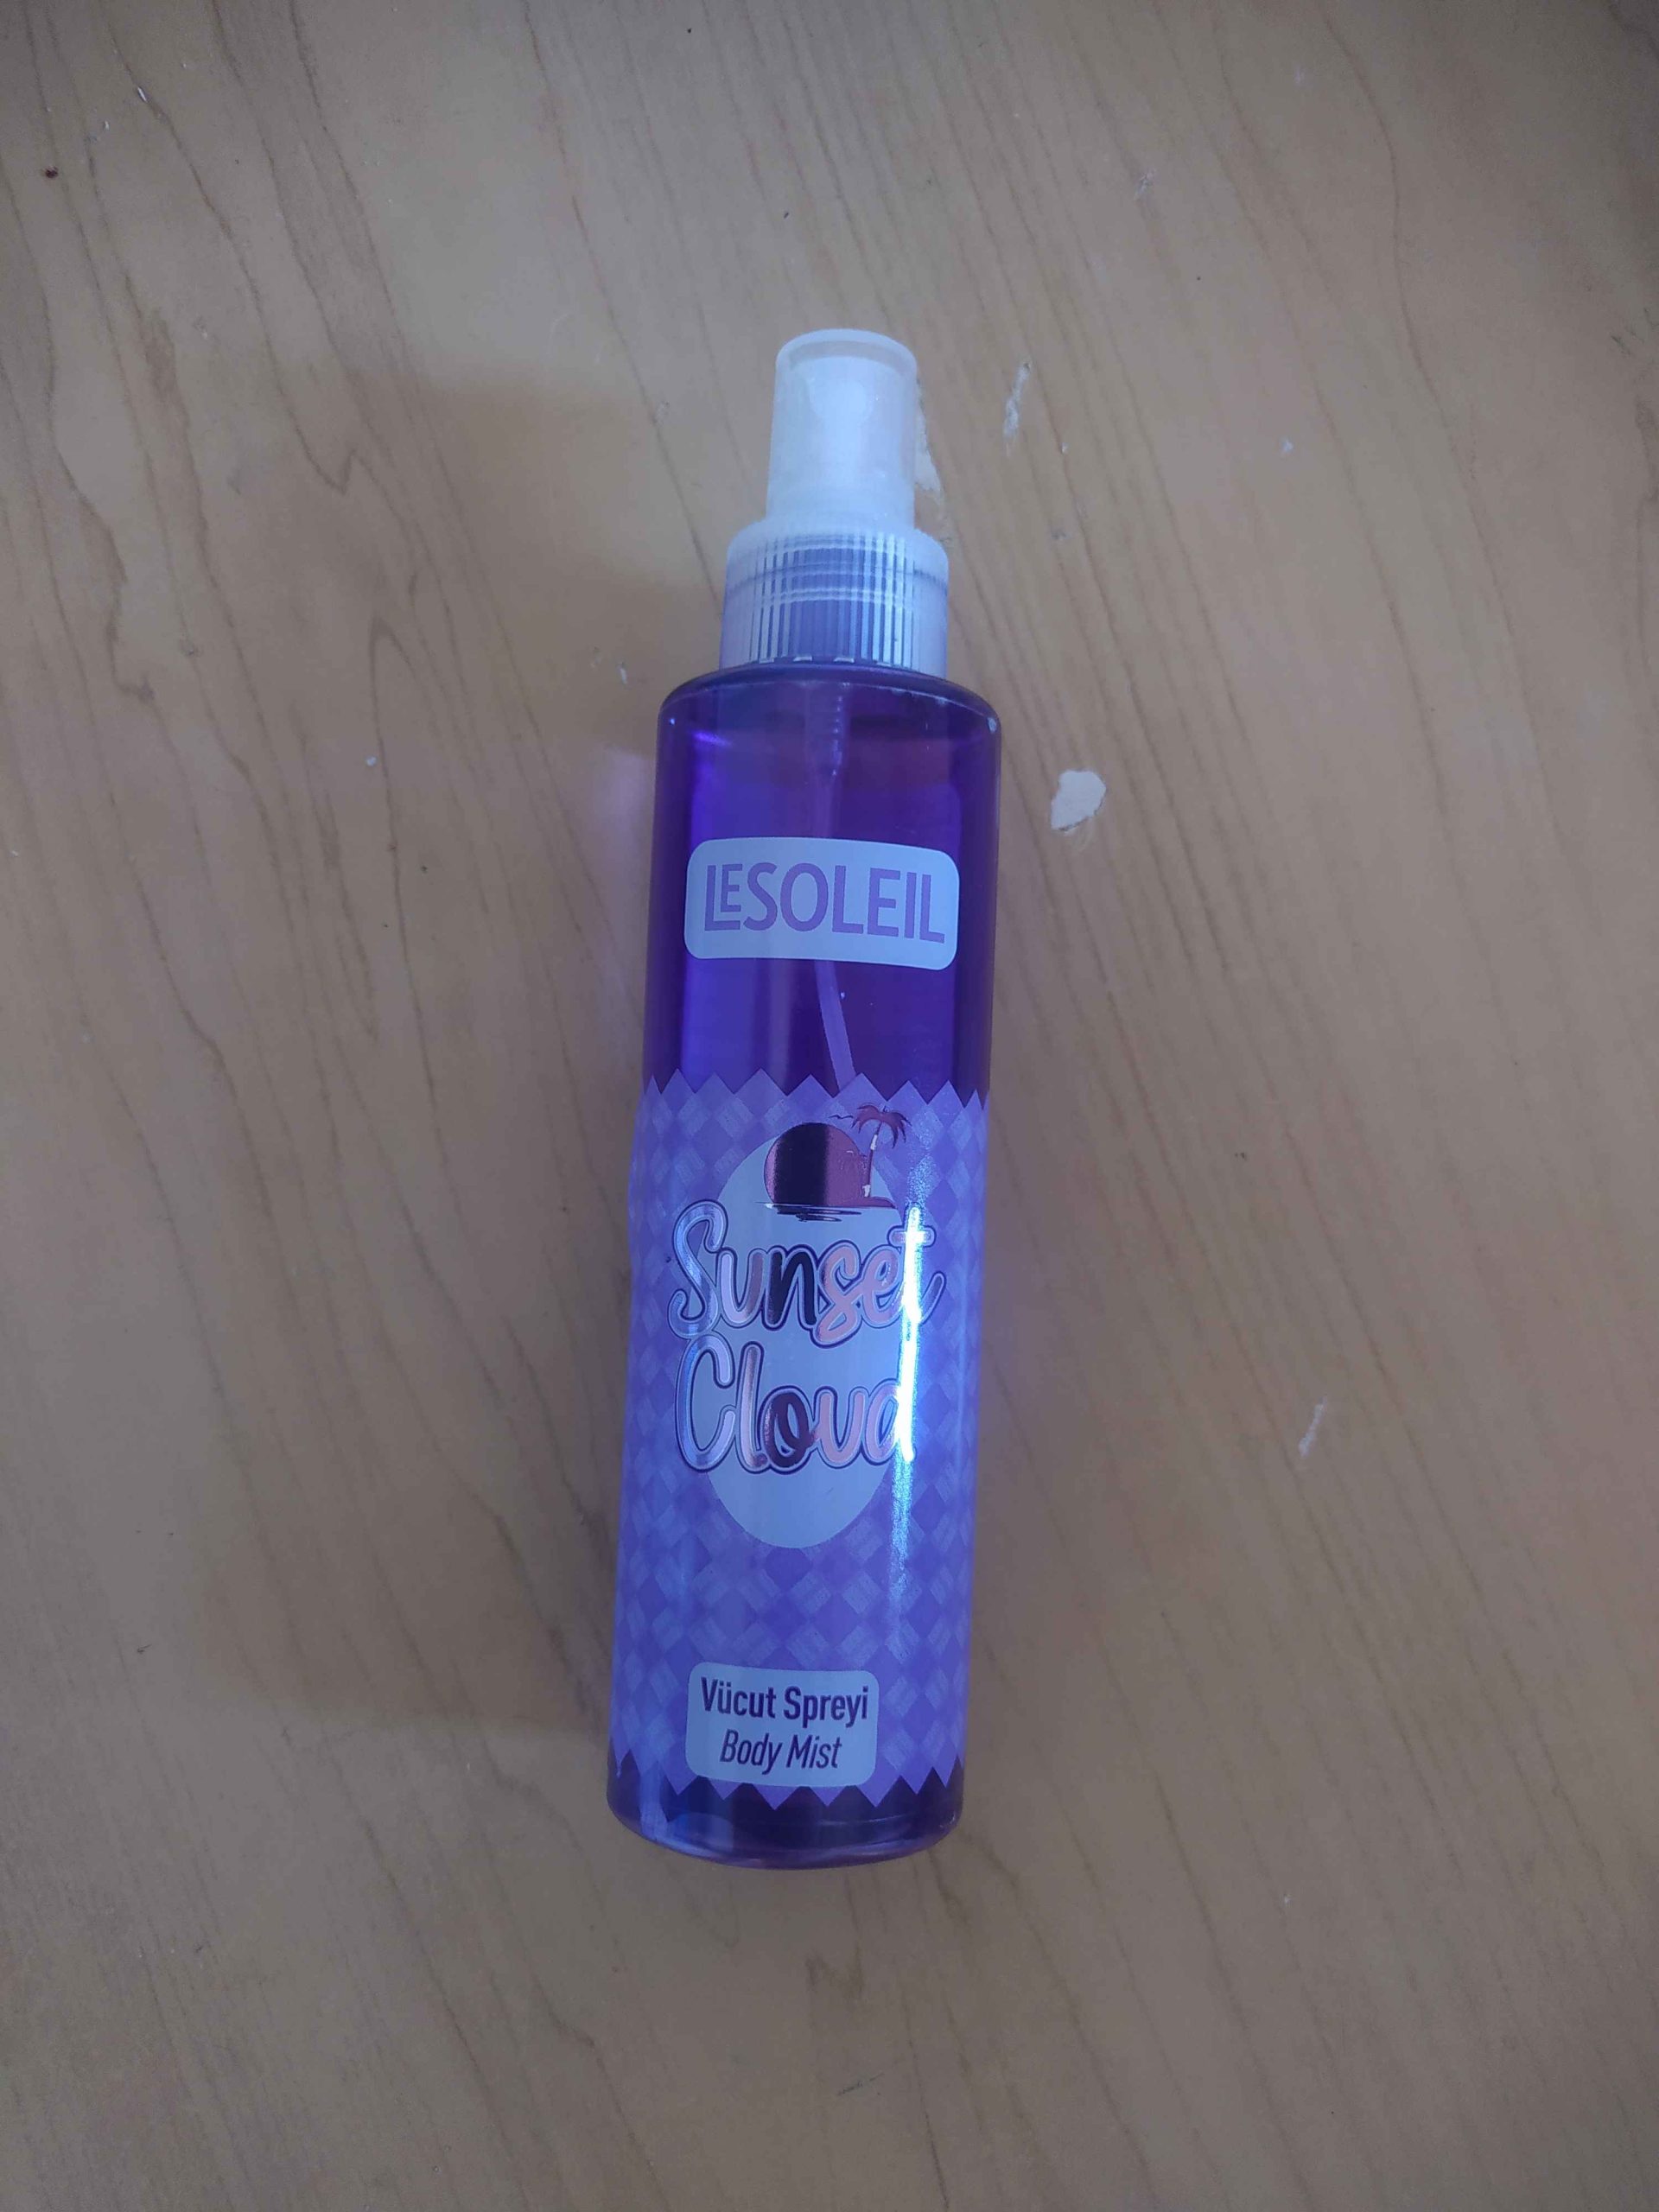 LESOLEIL
Sunset
Cloud
Vücut Spreyi
Body Mist